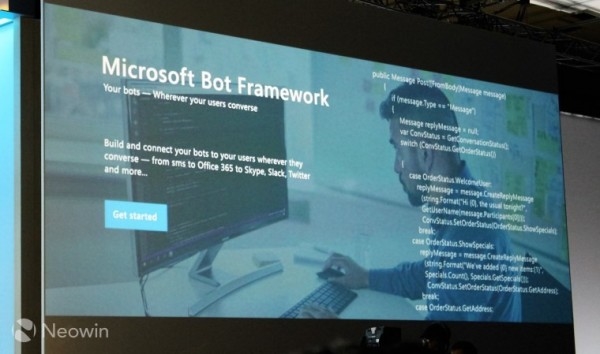 Microsoft Bot Framework
Your bots — Wherever your users converse
Build and connect your bots to your users wherever they
converse — from sms to Office 365 to Skype, Slack, Twitter
and more...
Get started
public Message Post([FromBody]Message message)
{
if (message.Type == "Message")
Message replyMessage = null;
var ConvStatus = GetConversationStatus();
switch (ConvStatus.GetOrderStatus())
{
case OrderStatus.WelcomeUser:
replyMessage = message.CreateReplyMessage
(string.Format("Hi {0}, the usual tonight?",
GetUserName(message.Participants[0])));
ConvStatus.SetOrderStatus(OrderStatus.ShowSpecials);
break;
case OrderStatus.ShowSpecials:
replyMessage = message.CreateReplyMessage
(string.Format("We've added {0} new items:{1}",
Specials.Count(), Specials.GetSpecials()));
ConvStatus.SetOrderStatus(OrderStatus.GetAddress);
break;
case OrderStatus.GetAddress:
Neowin